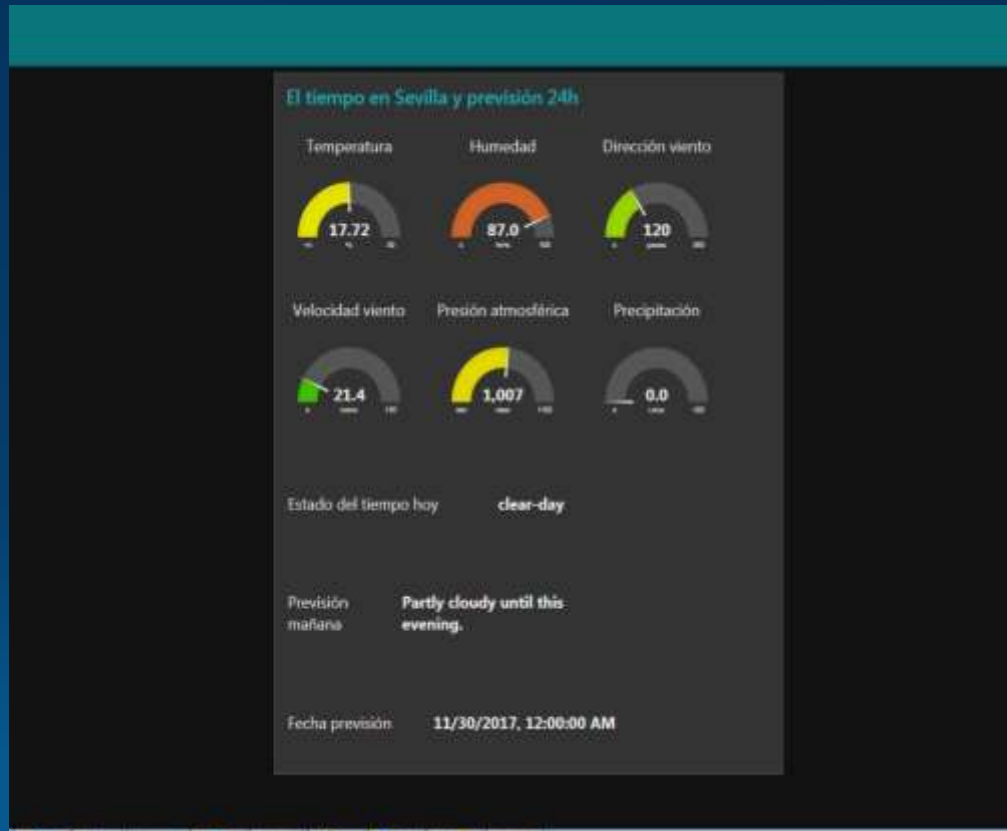 El tiempo en Sevilla y previsión 24h
Temperatura Humedad Dirección viento
17.72 87.0 120
Velocidad viento Presión atmosférica Precipitación
21.4 1,007 0.0
Estado del tiempo hoy clear-day
Previsión mañana
Partly cloudy until this evening.
Fecha previsión 11/30/2017, 12:00:00 AM